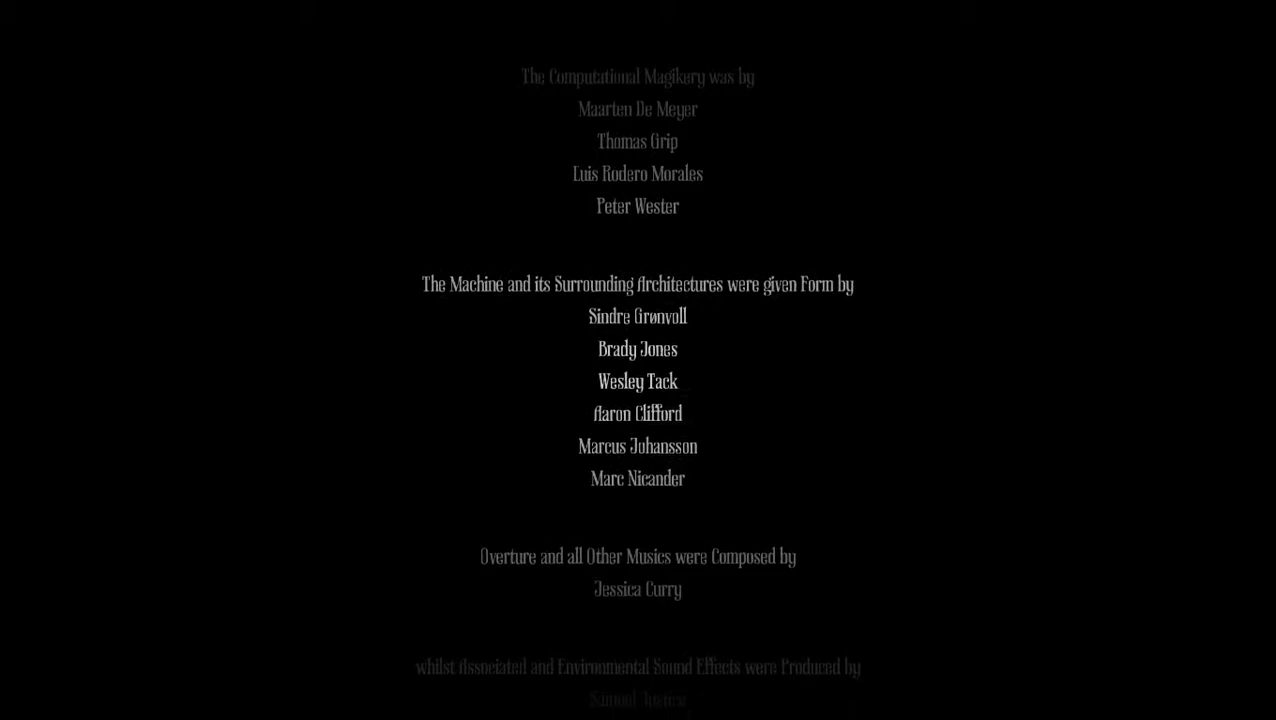 The Computational Magikery was by
Maarten De Meyer
Thomas Grip
Luis Rodero Morales
Peter Wester
The Machine and its Surrounding Architectures were given Form by
Sindre Grønvoll
Brady Jones
Wesley Tack
Aaron Clifford
Marcus Johansson
Marc Nicander
Overture and all Other Musics were Composed by
Jessica Curry
whilst Associated and Environmental Sound Effects were Produced by
Samuel Justice